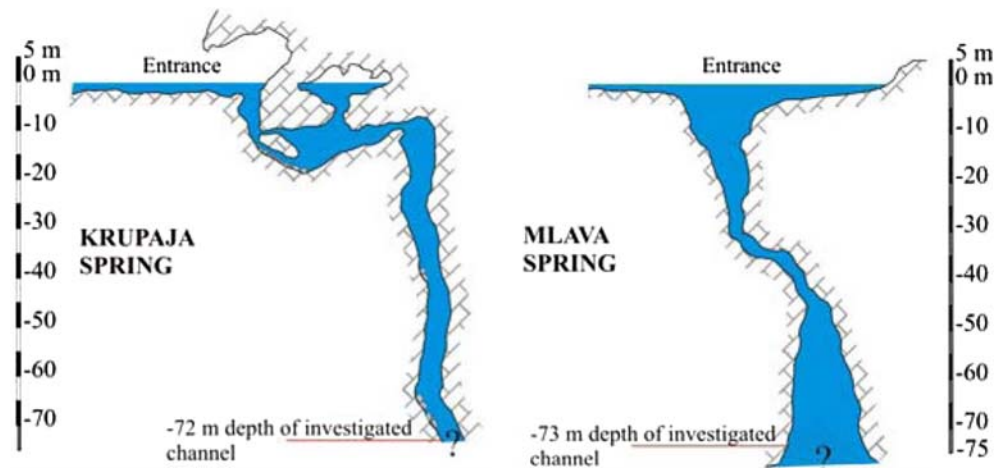 5 m
0 m
-10
-20
-30
-40
-50
-60
-70
Entrance
KRUPAJA
SPRING
-72 m depth of investigated
channel
?
Entrance
MLAVA
SPRING
-73 m depth of investigated
channel
?
5 m
0 m
-10
-20
-30
-40
-50
-60
-70
-75